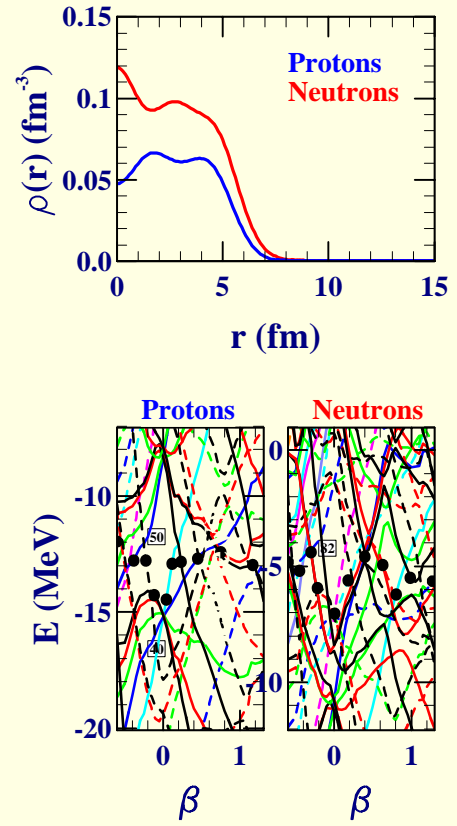 ρ(r) (fm⁻³)
0.15
0.1
0.05
0.0
Protons
Neutrons
0 5 10 15
r (fm)
Protons Neutrons
E (MeV)
-10
-15
-20
50
40
0 1
β
0
-5
-10
82
0 1
β